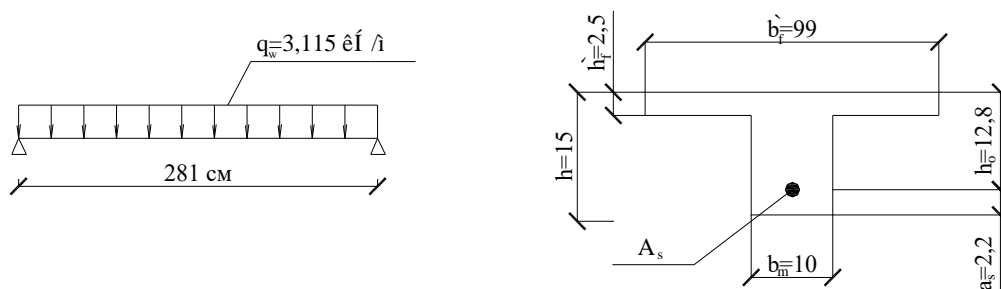 q_w=3,115 êÍ /ì
281 см
b`_f=99
h`_f=2,5
h=15
h_o=12,8
A_s
b_m=10
a_s=2,2